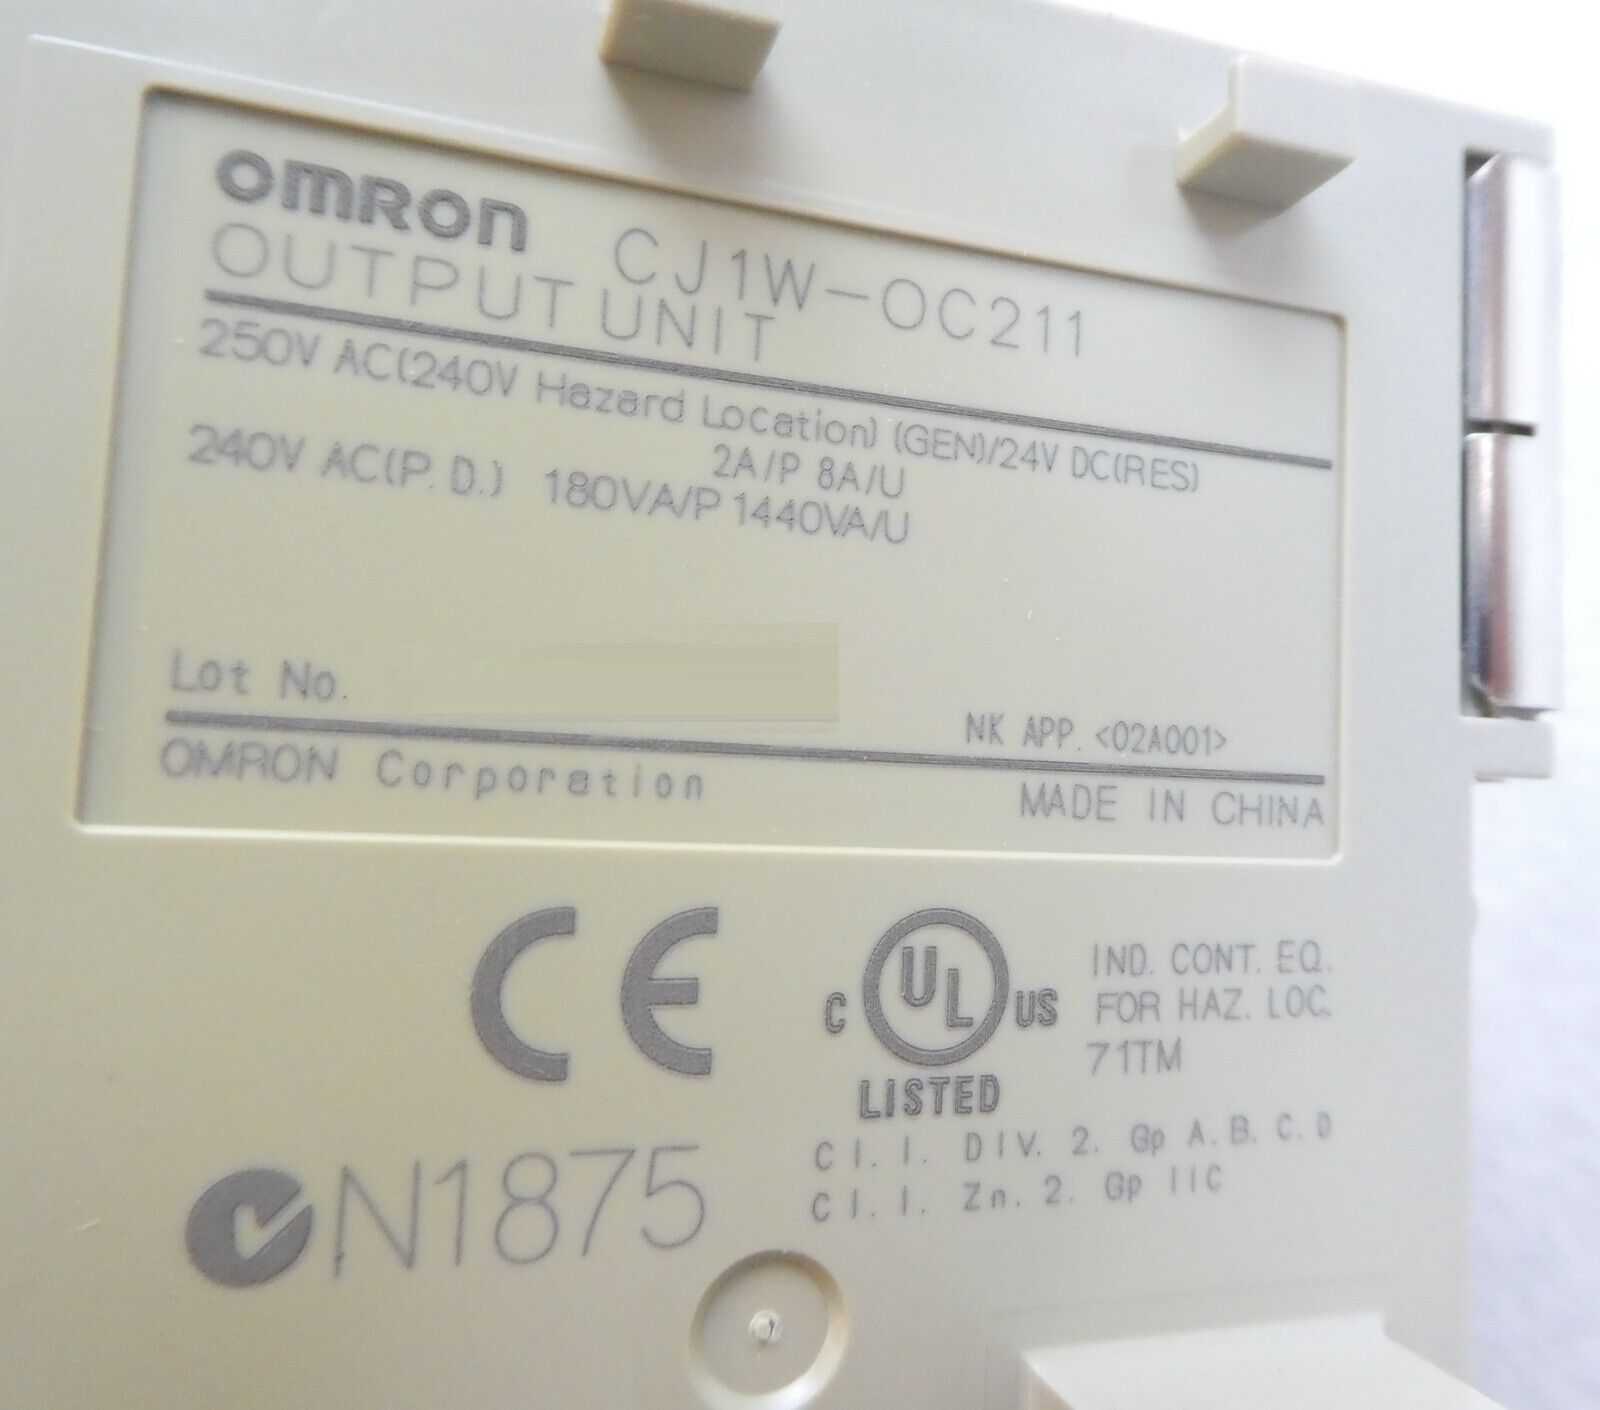 OMRON CJ1W-OC211
OUTPUT UNIT
250V AC(240V Hazard Location) (GEN)/24V DC(RES)
2A/P 8A/U
240V AC(P.D.) 180VA/P 1440VA/U
Lot No.
NK APP. <02A001>
OMRON Corporation MADE IN CHINA
CE
C UL US
LISTED
IND. CONT. EQ.
FOR HAZ. LOC.
71TM
N1875
Cl. I. DIV. 2. Gp A.B.C.D
Cl. I. Zn. 2. Gp IIC